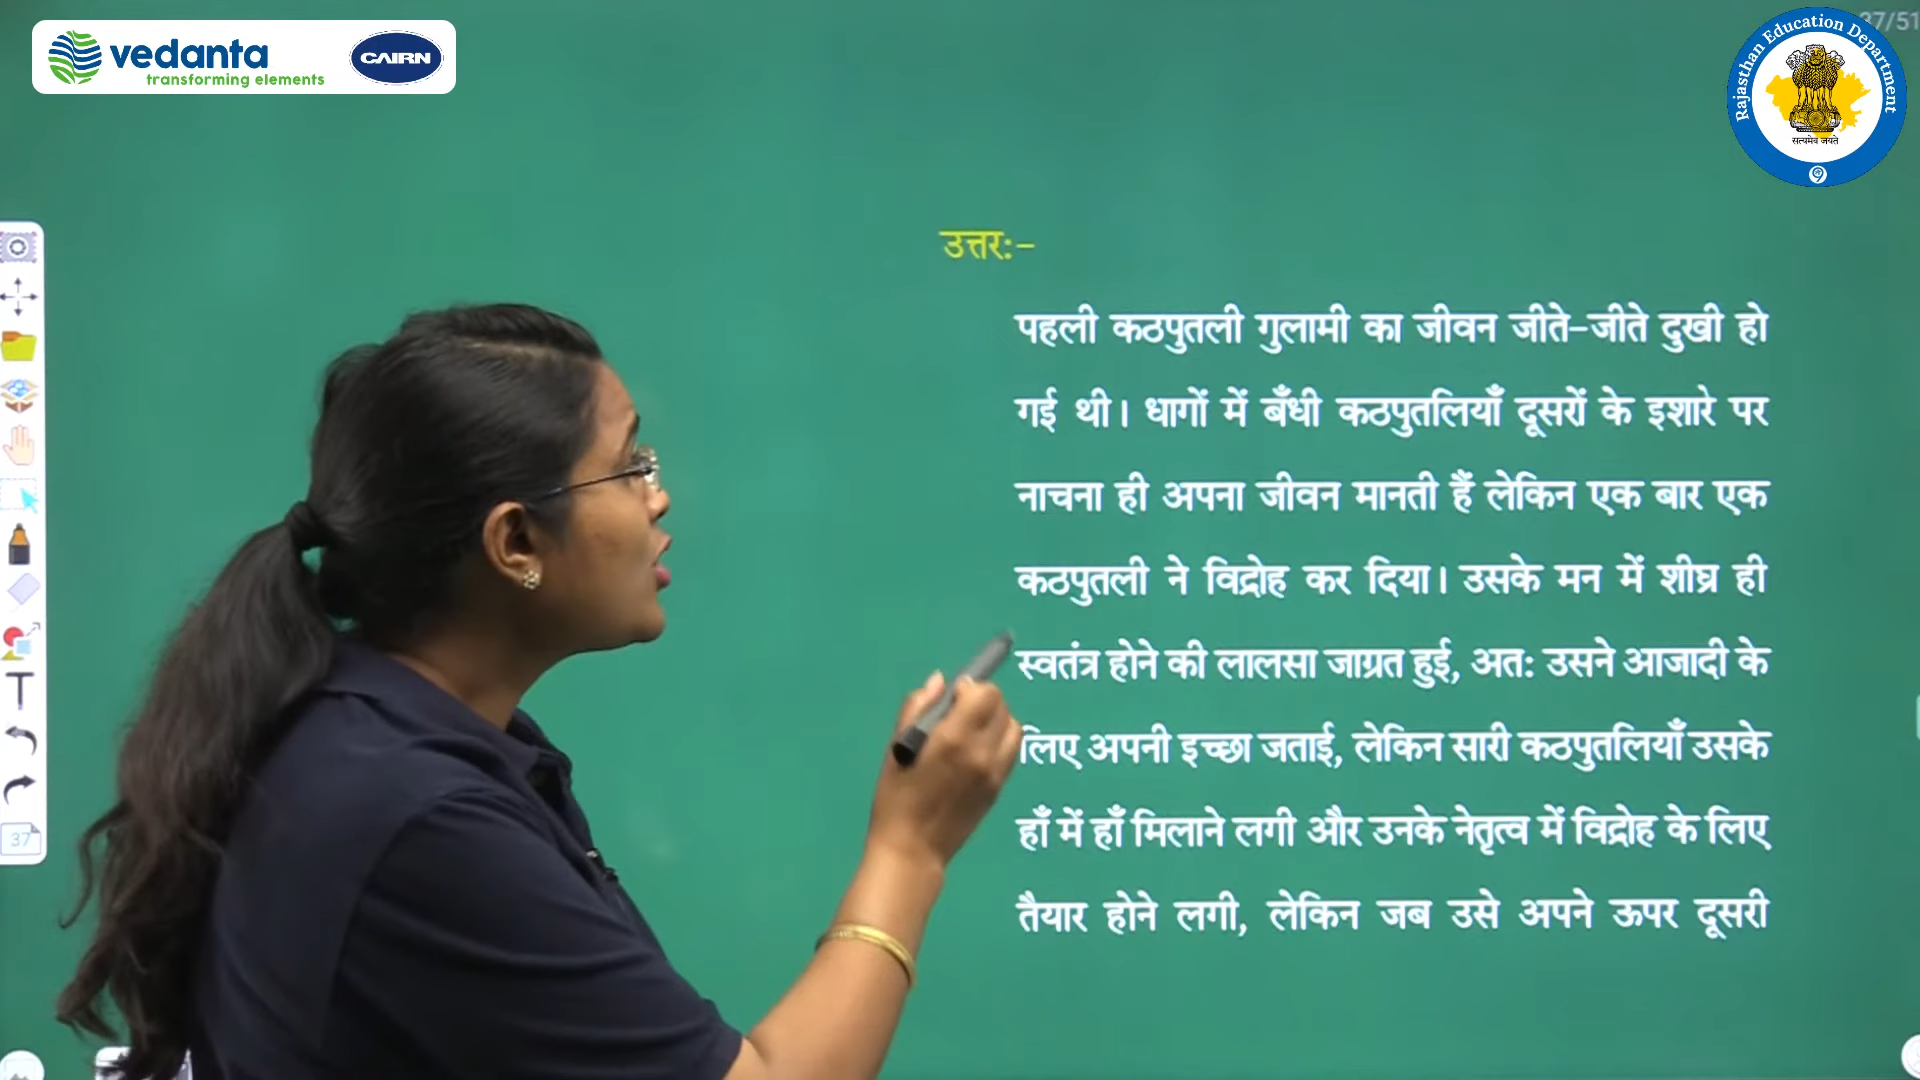 vedanta
transforming elements
CAIRN
37/51
Rajasthan Education Department
सत्यमेव जयते
उत्तर:–
पहली कठपुतली गुलामी का जीवन जीते–जीते दुखी हो
गई थी। धागों में बँधी कठपुतलियाँ दूसरों के इशारे पर
नाचना ही अपना जीवन मानती हैं लेकिन एक बार एक
कठपुतली ने विद्रोह कर दिया। उसके मन में शीघ्र ही
स्वतंत्र होने की लालसा जाग्रत हुई, अत: उसने आजादी के
लिए अपनी इच्छा जताई, लेकिन सारी कठपुतलियाँ उसके
हाँ में हाँ मिलाने लगी और उनके नेतृत्व में विद्रोह के लिए
तैयार होने लगी, लेकिन जब उसे अपने ऊपर दूसरी
T
37